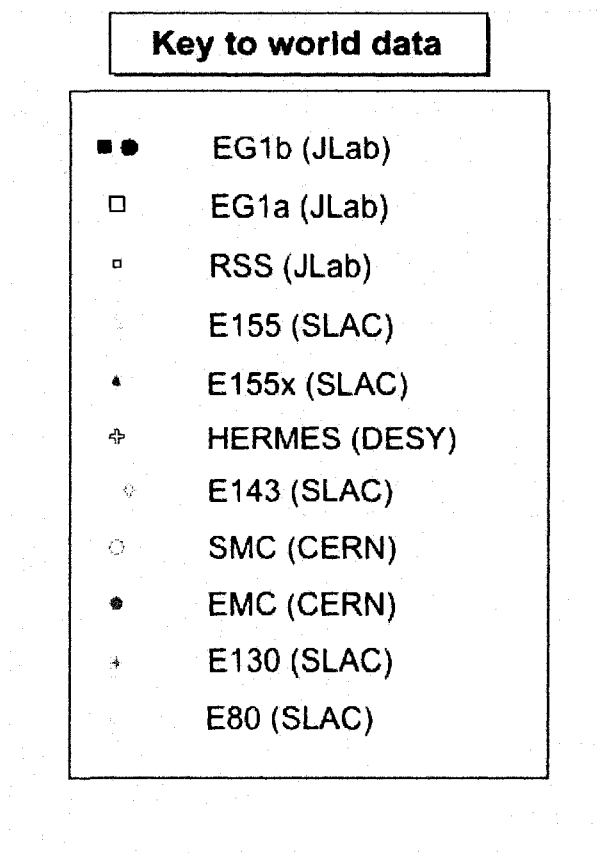 Key to world data
EG1b (JLab)
EG1a (JLab)
RSS (JLab)
E155 (SLAC)
E155x (SLAC)
HERMES (DESY)
E143 (SLAC)
SMC (CERN)
EMC (CERN)
E130 (SLAC)
E80 (SLAC)